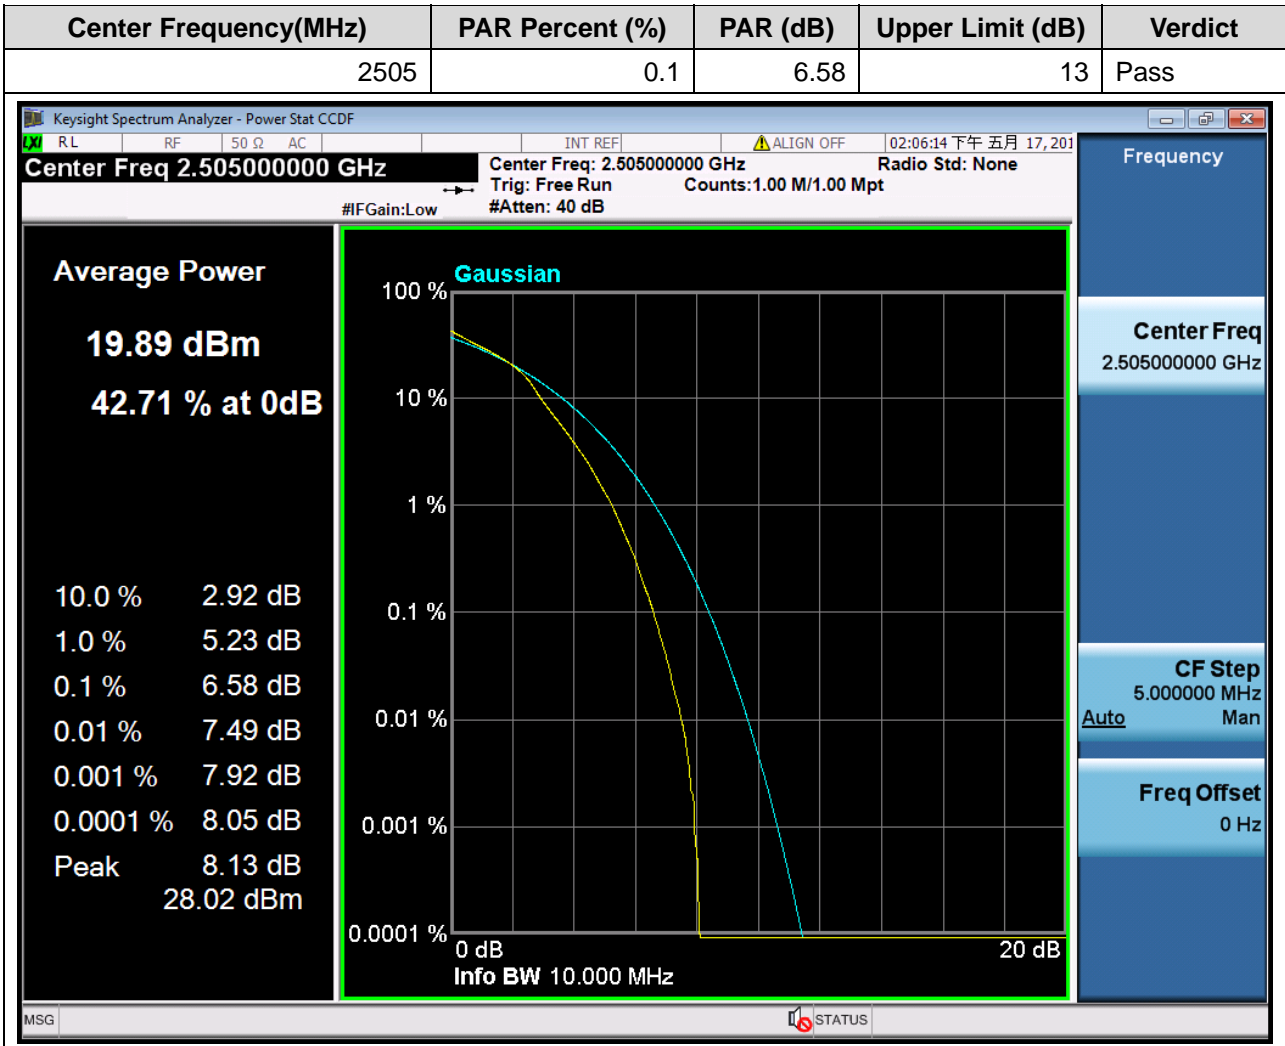 Center Frequency(MHz) PAR Percent (%) PAR (dB) Upper Limit (dB) Verdict
2505 0.1 6.58 13 Pass
Keysight Spectrum Analyzer - Power Stat CCDF
LXI RL RF 50 Ω AC INT REF ALIGN OFF 02:06:14 下午 五月 17, 201
Center Freq 2.505000000 GHz
Center Freq: 2.505000000 GHz Radio Std: None
Trig: Free Run Counts:1.00 M/1.00 Mpt
#IFGain:Low #Atten: 40 dB
Average Power
19.89 dBm
42.71 % at 0dB
10.0 % 2.92 dB
1.0 % 5.23 dB
0.1 % 6.58 dB
0.01 % 7.49 dB
0.001 % 7.92 dB
0.0001 % 8.05 dB
Peak 8.13 dB
28.02 dBm
Gaussian
100 %
10 %
1 %
0.1 %
0.01 %
0.001 %
0.0001 %
0 dB 20 dB
Info BW 10.000 MHz
Frequency
Center Freq
2.505000000 GHz
CF Step
5.000000 MHz
Auto Man
Freq Offset
0 Hz
MSG STATUS